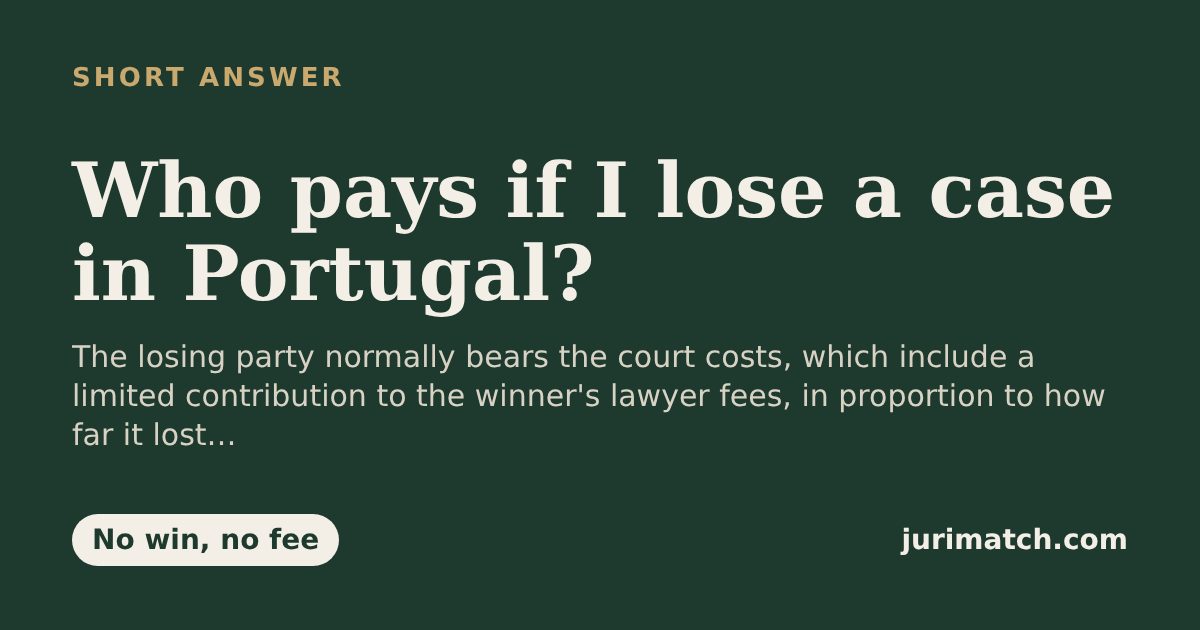 SHORT ANSWER
Who pays if I lose a case
in Portugal?
The losing party normally bears the court costs, which include a
limited contribution to the winner's lawyer fees, in proportion to how
far it lost…
No win, no fee
jurimatch.com